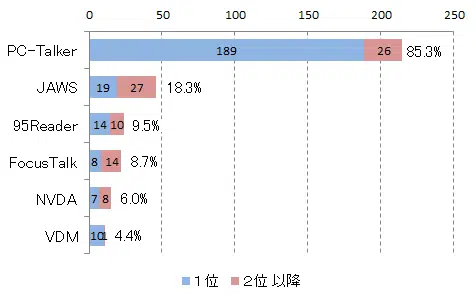 0 50 100 150 200 250
PC-Talker 189 26 85.3%
JAWS 19 27 18.3%
95Reader 14 10 9.5%
FocusTalk 8 14 8.7%
NVDA 7 8 6.0%
VDM 10 1 4.4%
1位 2位以降